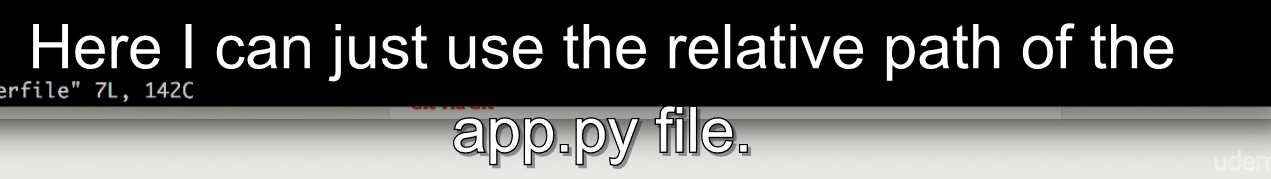 Here I can just use the relative path of the
erfile" 7L, 142C
app.py file.